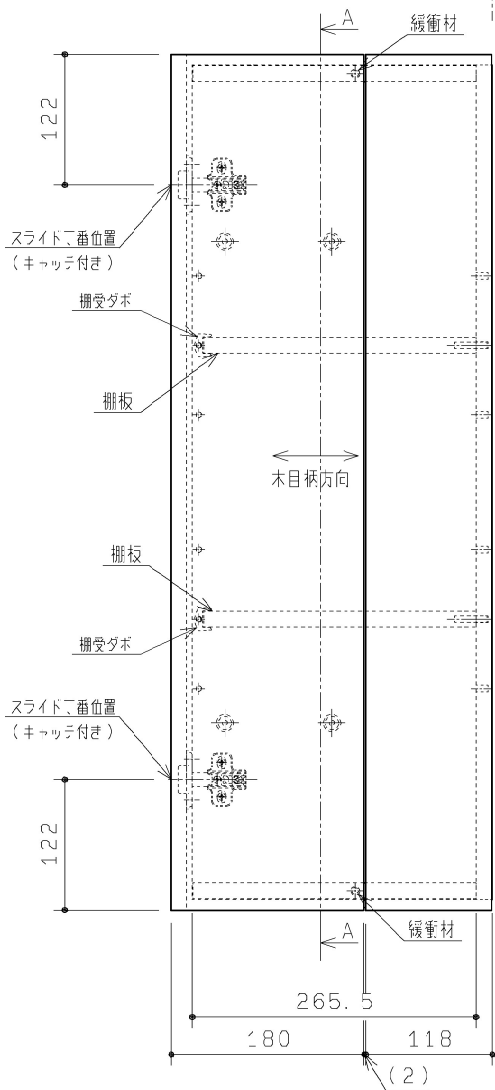 A
緩衝材
122
スライド丁番位置
(キャッチ付き)
棚受ダボ
棚板
木目柄方向
棚板
棚受ダボ
スライド丁番位置
(キャッチ付き)
122
A
緩衝材
265.5
180
118
(2)